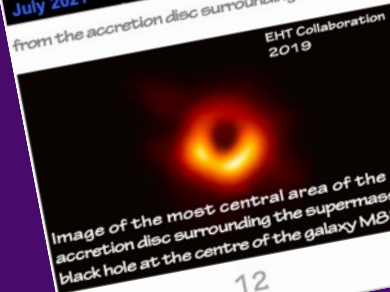 July 2021
from the accretion disc surrounding
EHT Collaboration
2019
Image of the most central area of the
accretion disc surrounding the supermass
black hole at the centre of the galaxy M8
12